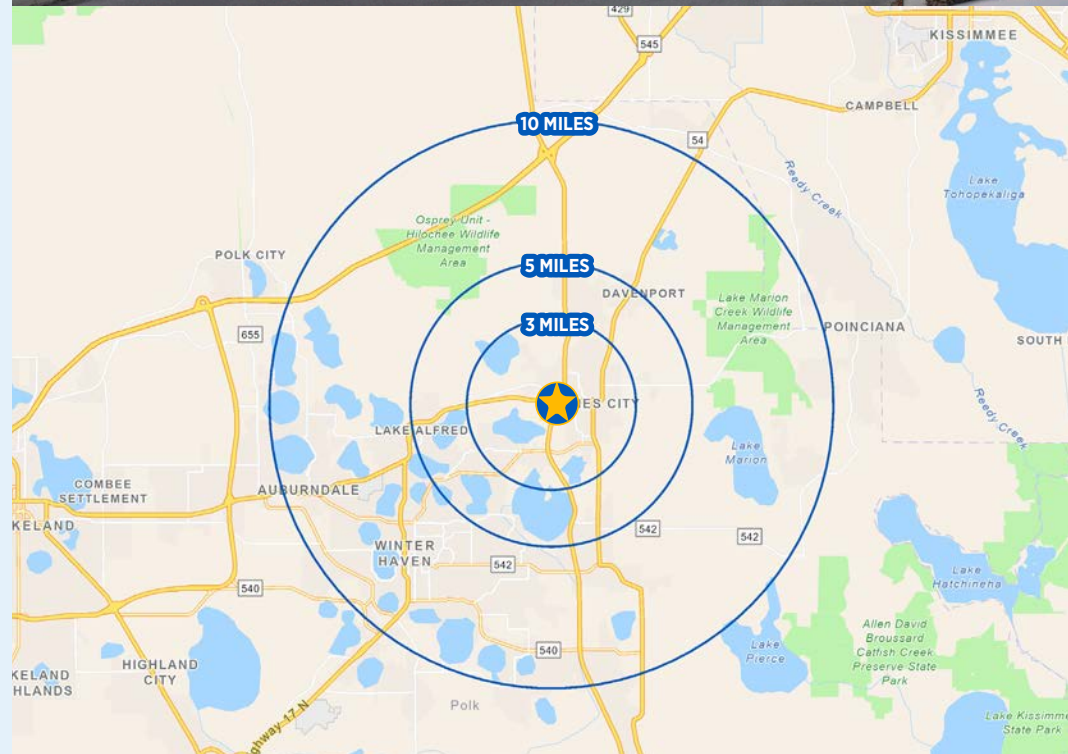 429
KISSIMMEE
545
CAMPBELL
10 MILES
54
Reedy Creek
Lake
Tohopekaliga
Osprey Unit -
Hilochee Wildlife
Management
Area
POLK CITY
5 MILES
DAVENPORT
Lake Marion
Creek Wildlife
Management
Area
3 MILES
POINCIANA
655
SOUTH
IES CITY
Reedy Creek
LAKE ALFRED
Lake
Marion
COMBEE
SETTLEMENT
AUBURNDALE
KELAND
542
542
WINTER
HAVEN
542
540
Lake
Hatchineha
Allen David
Broussard
Catfish Creek
Preserve State
Park
540
Lake
Pierce
HIGHLAND
CITY
KELAND
HLANDS
Polk
Lake Kissimme
State Park
ghway 17 N